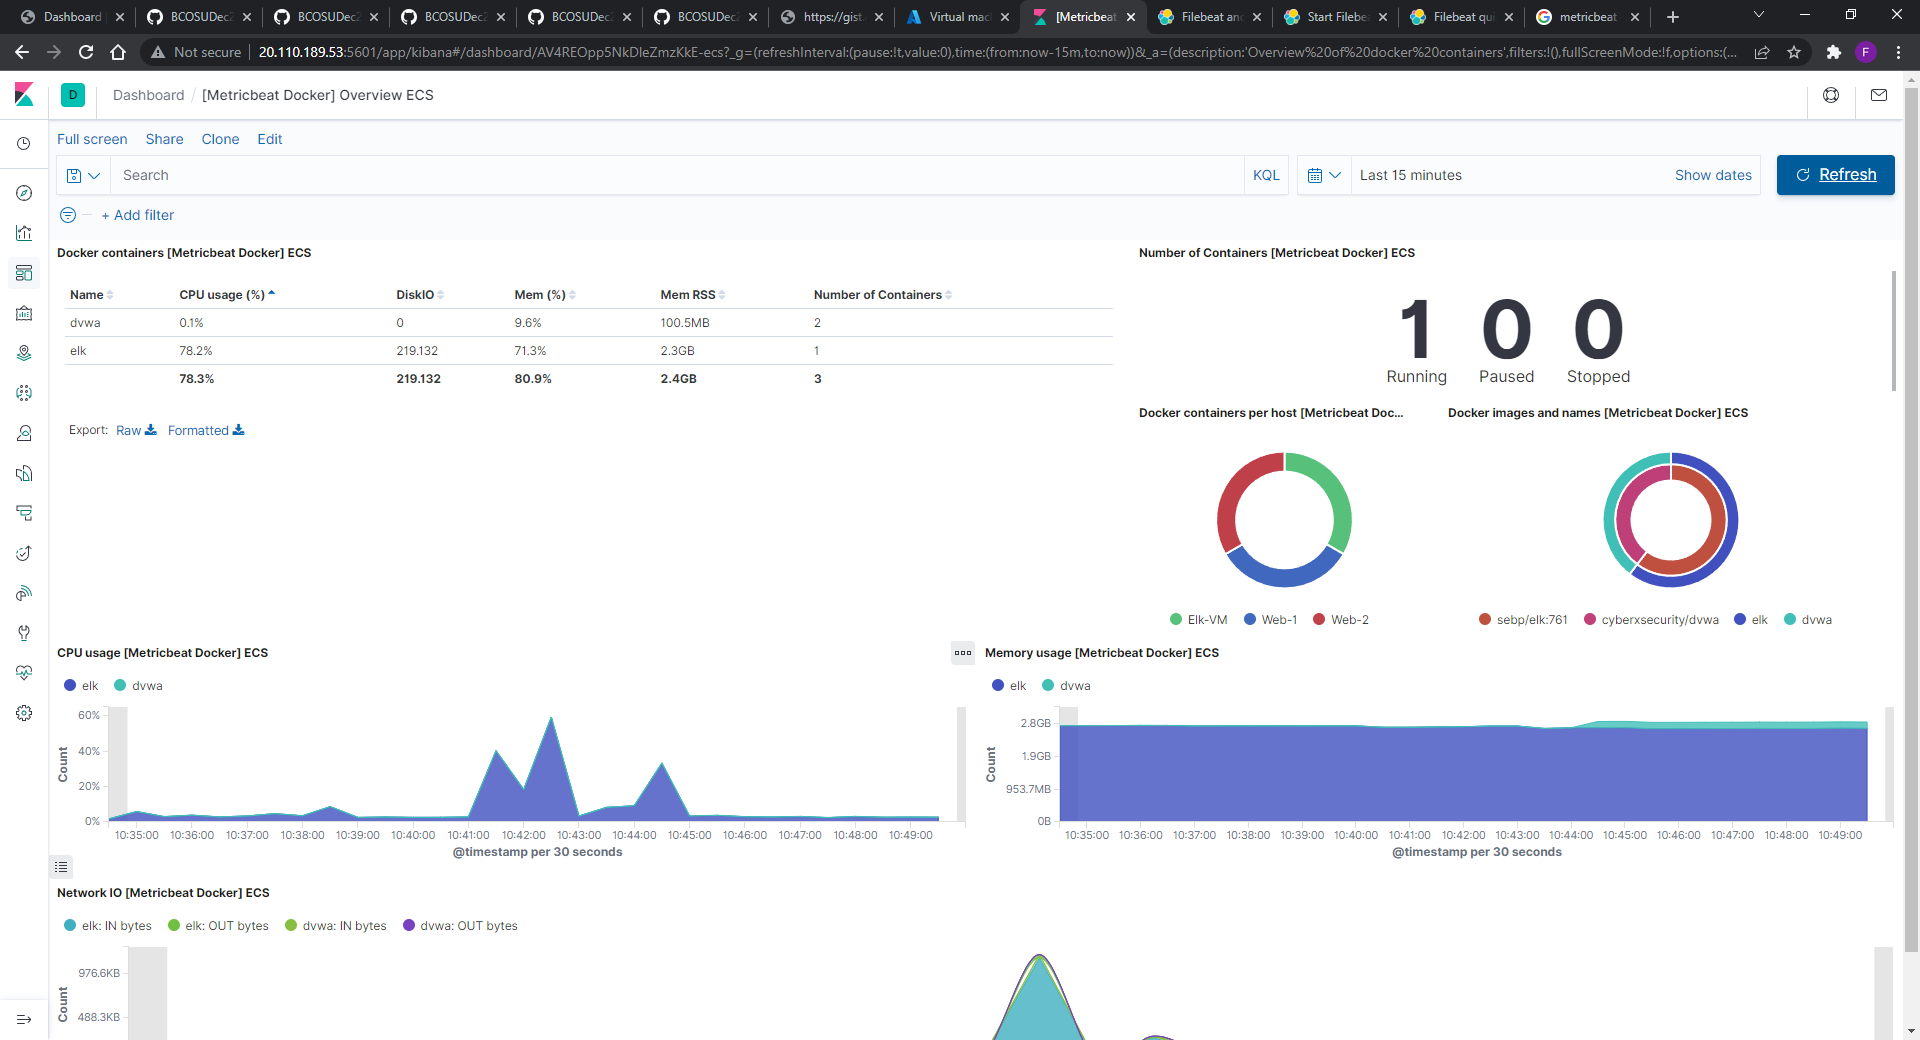 Dashboard
BCOSUDec2
BCOSUDec2
BCOSUDec2
BCOSUDec2
BCOSUDec2
https://gist.
Virtual mac
[Metricbeat
Filebeat and
Start Filebea
Filebeat qui
metricbeat
Not secure
20.110.189.53:5601/app/kibana#/dashboard/AV4REOpp5NkDleZmzKkE-ecs?_g=(refreshInterval:(pause:!t,value:0),time:(from:now-15m,to:now))&_a=(description:'Overview%20of%20docker%20containers',filters:!(),fullScreenMode:!f,options:(...
F
D
Dashboard / [Metricbeat Docker] Overview ECS
Full screen Share Clone Edit
Search
KQL
Last 15 minutes
Show dates
Refresh
+ Add filter
Docker containers [Metricbeat Docker] ECS
Name CPU usage (%) DiskIO Mem (%) Mem RSS Number of Containers
dvwa 0.1% 0 9.6% 100.5MB 2
elk 78.2% 219.132 71.3% 2.3GB 1
78.3% 219.132 80.9% 2.4GB 3
Export: Raw Formatted
Number of Containers [Metricbeat Docker] ECS
1 0 0
Running Paused Stopped
Docker containers per host [Metricbeat Doc...
Elk-VM Web-1 Web-2
Docker images and names [Metricbeat Docker] ECS
sebp/elk:761 cyberxsecurity/dvwa elk dvwa
CPU usage [Metricbeat Docker] ECS
elk dvwa
60%
40%
20%
0%
Count
10:35:00 10:36:00 10:37:00 10:38:00 10:39:00 10:40:00 10:41:00 10:42:00 10:43:00 10:44:00 10:45:00 10:46:00 10:47:00 10:48:00 10:49:00
@timestamp per 30 seconds
Memory usage [Metricbeat Docker] ECS
elk dvwa
2.8GB
1.9GB
953.7MB
0B
Count
10:35:00 10:36:00 10:37:00 10:38:00 10:39:00 10:40:00 10:41:00 10:42:00 10:43:00 10:44:00 10:45:00 10:46:00 10:47:00 10:48:00 10:49:00
@timestamp per 30 seconds
Network IO [Metricbeat Docker] ECS
elk: IN bytes elk: OUT bytes dvwa: IN bytes dvwa: OUT bytes
976.6KB
488.3KB
Count